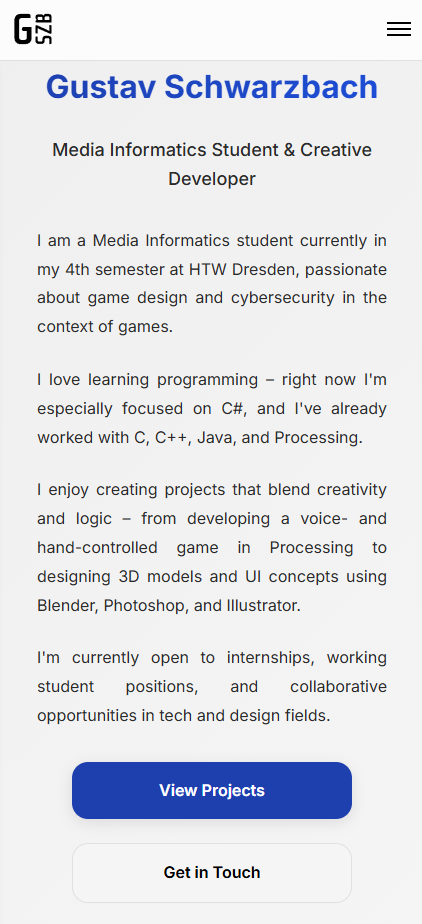 G SZB
Gustav Schwarzbach
Media Informatics Student & Creative
Developer
I am a Media Informatics student currently in
my 4th semester at HTW Dresden, passionate
about game design and cybersecurity in the
context of games.
I love learning programming – right now I'm
especially focused on C#, and I've already
worked with C, C++, Java, and Processing.
I enjoy creating projects that blend creativity
and logic – from developing a voice- and
hand-controlled game in Processing to
designing 3D models and UI concepts using
Blender, Photoshop, and Illustrator.
I'm currently open to internships, working
student positions, and collaborative
opportunities in tech and design fields.
View Projects
Get in Touch